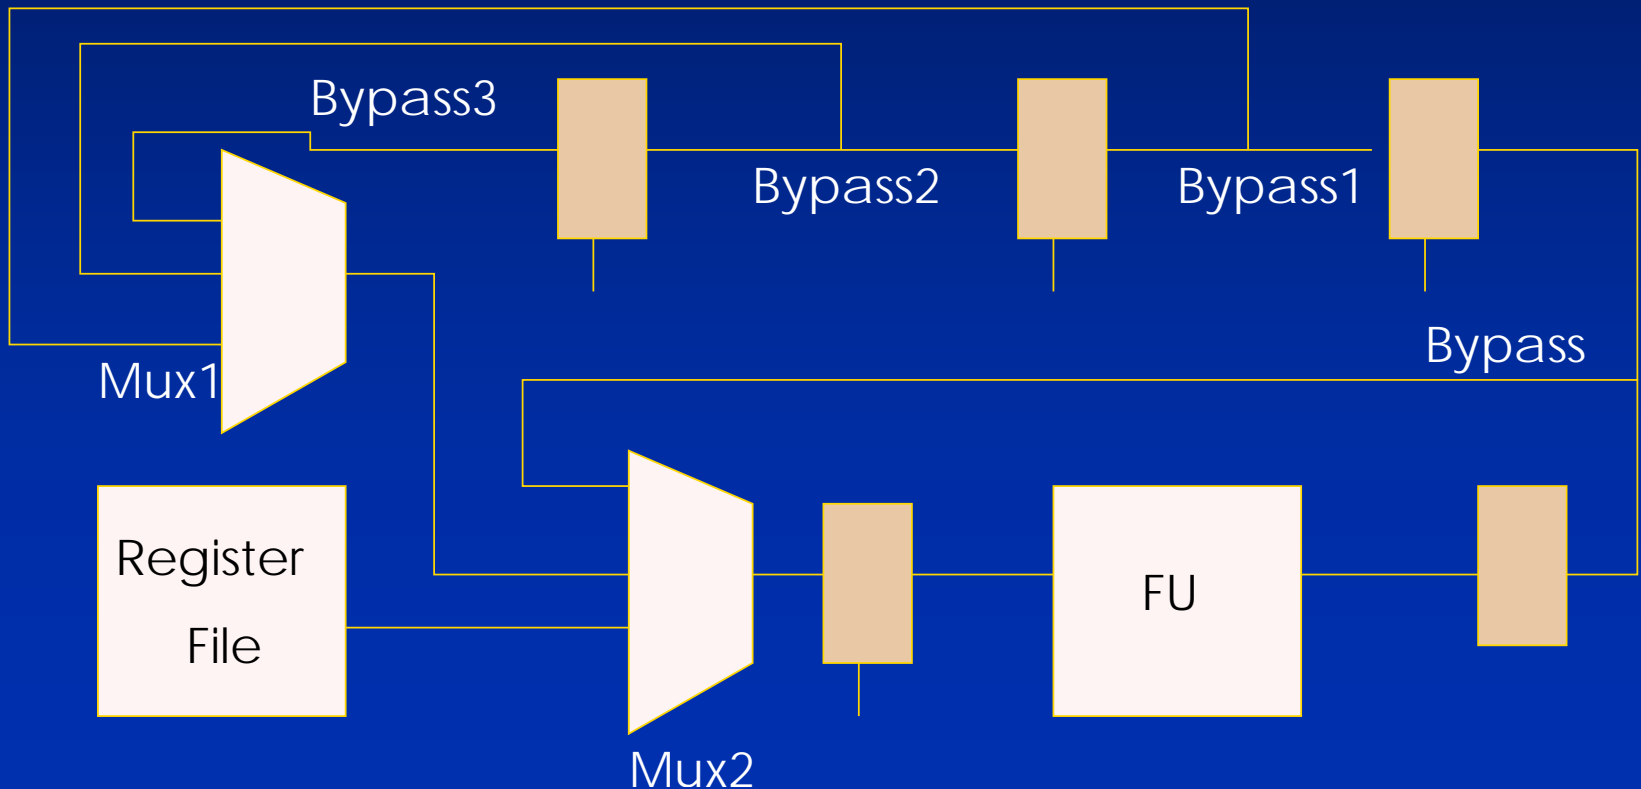 Bypass3
Bypass2
Bypass1
Bypass
Mux1
Register
File
FU
Mux2